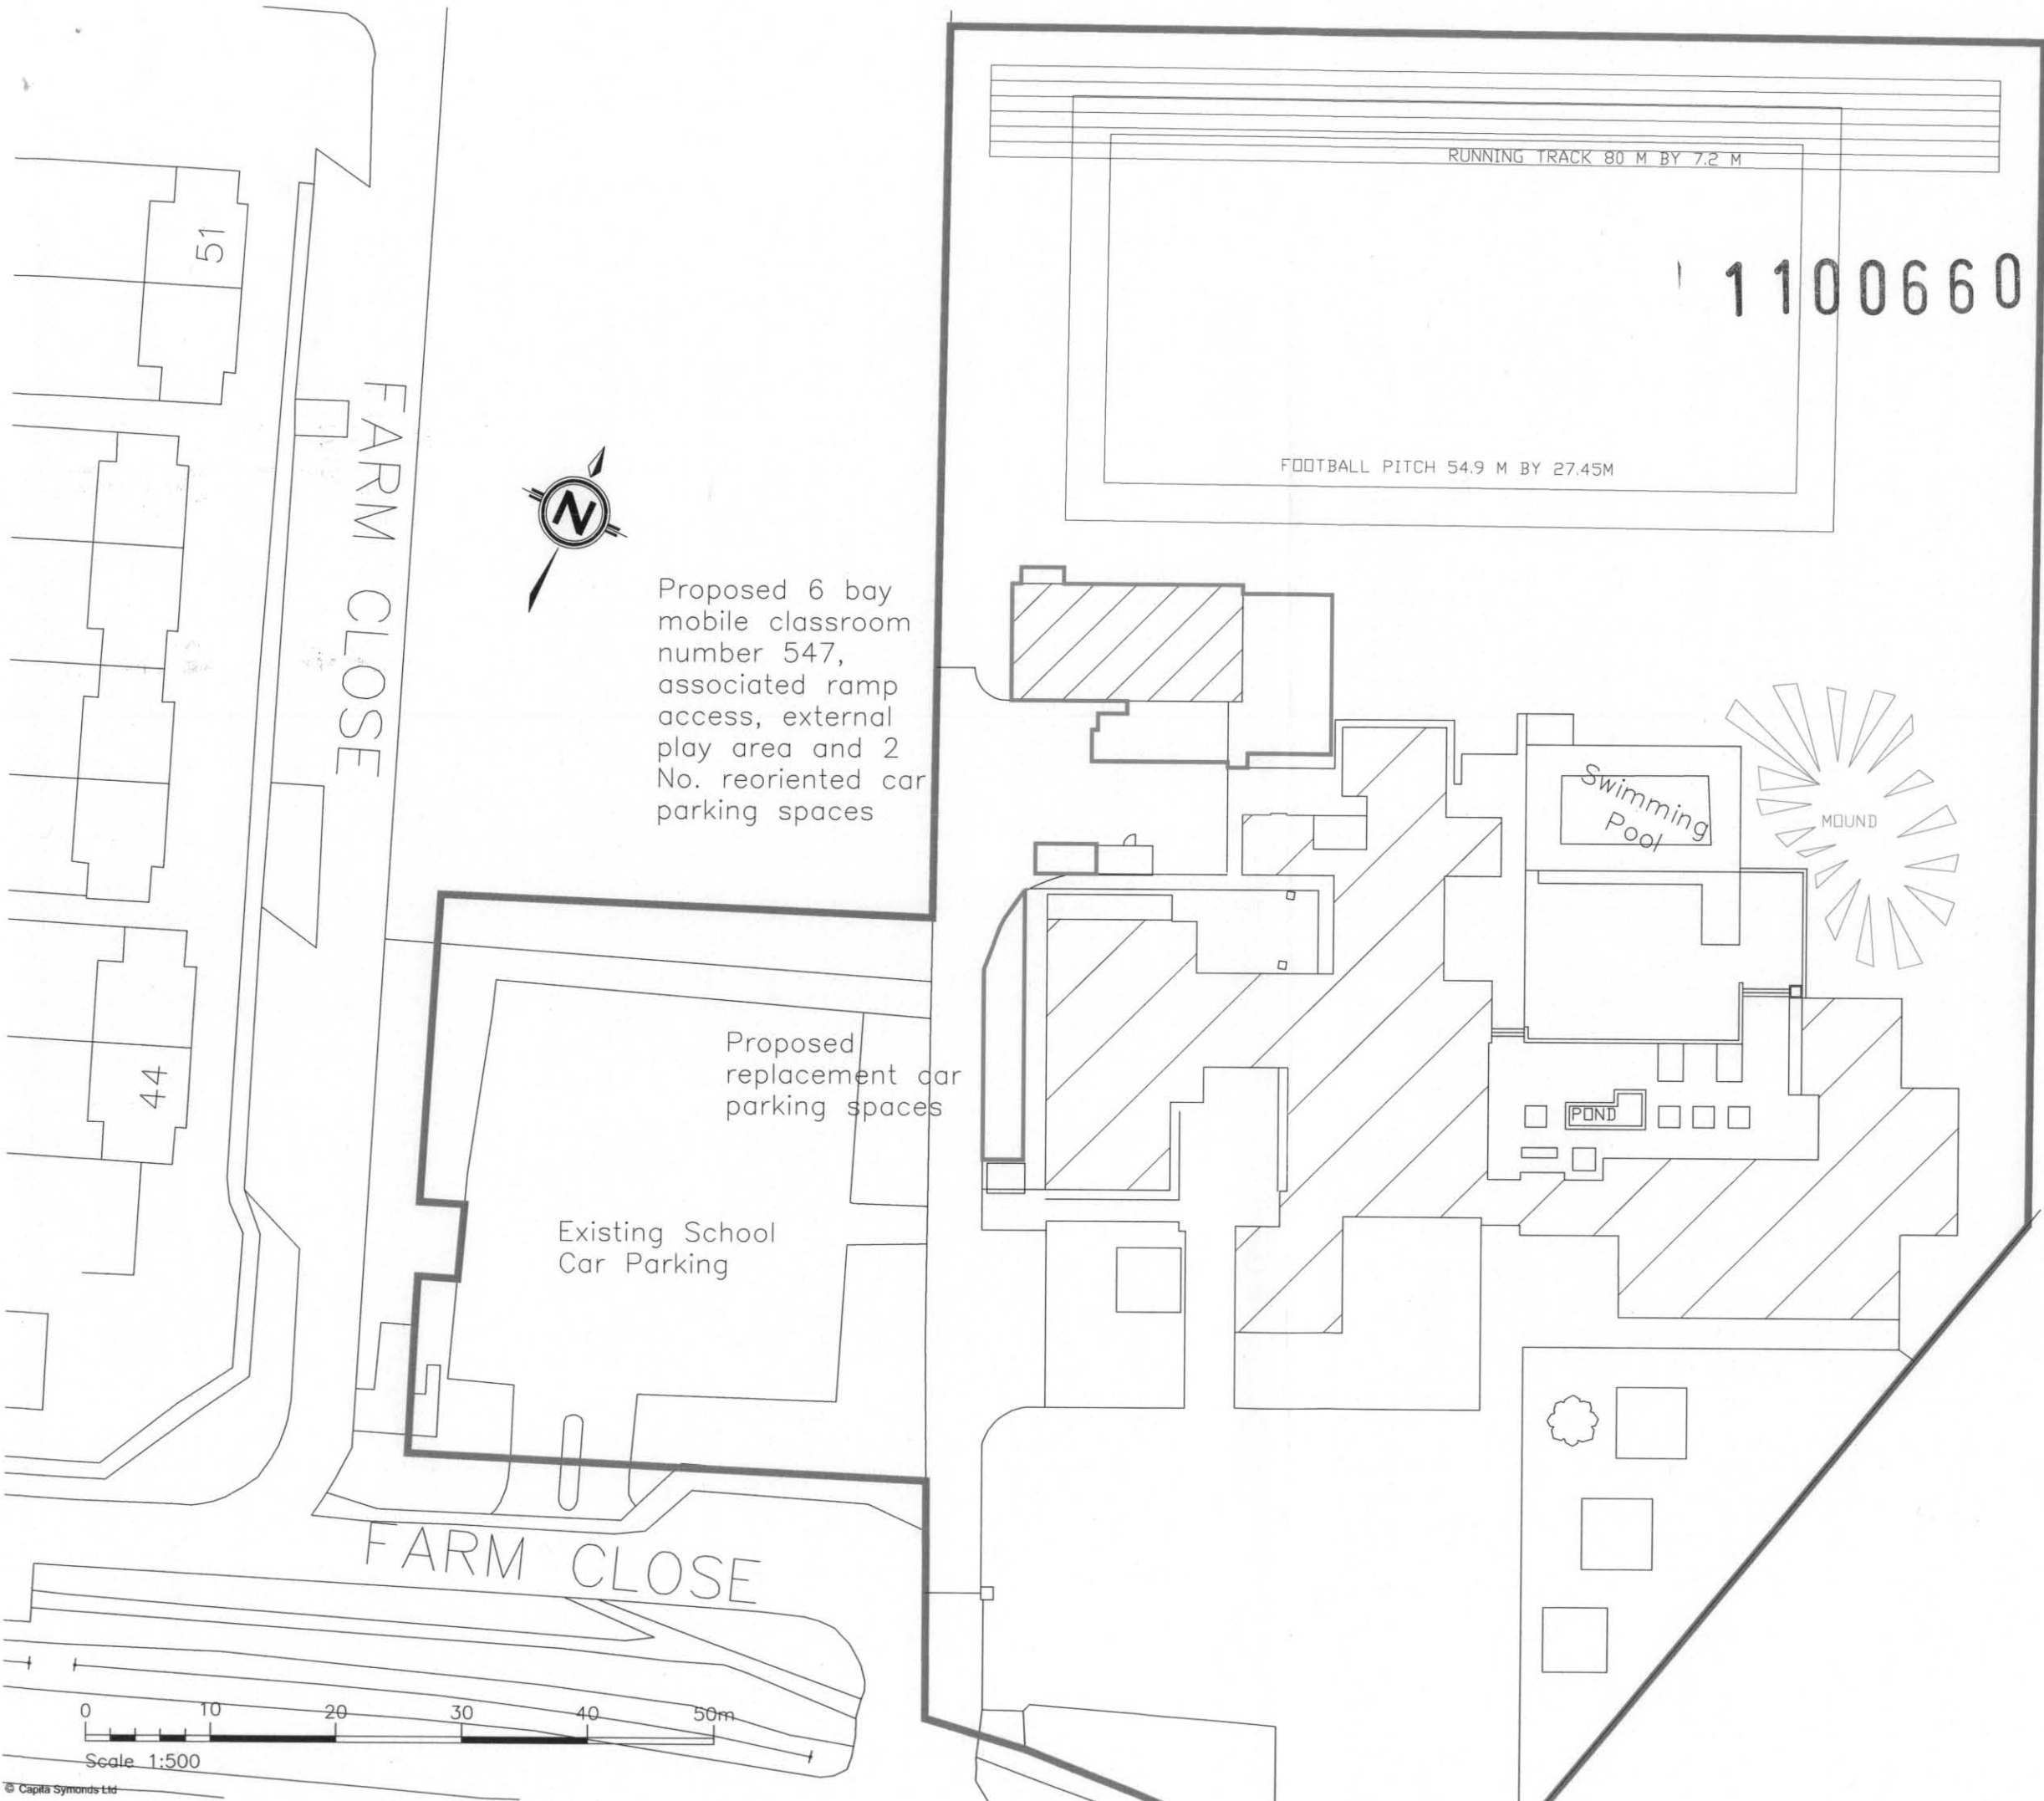 RUNNING TRACK 80 M BY 7.2 M
1100660
51
FARM CLOSE
FOOTBALL PITCH 54.9 M BY 27.45M
N
Proposed 6 bay
mobile classroom
number 547,
associated ramp
access, external
play area and 2
No. reoriented car
parking spaces
Swimming
Pool
MOUND
Proposed
replacement car
parking spaces
44
POND
Existing School
Car Parking
FARM CLOSE
0 10 20 30 40 50m
Scale 1:500
© Capita Symonds Ltd